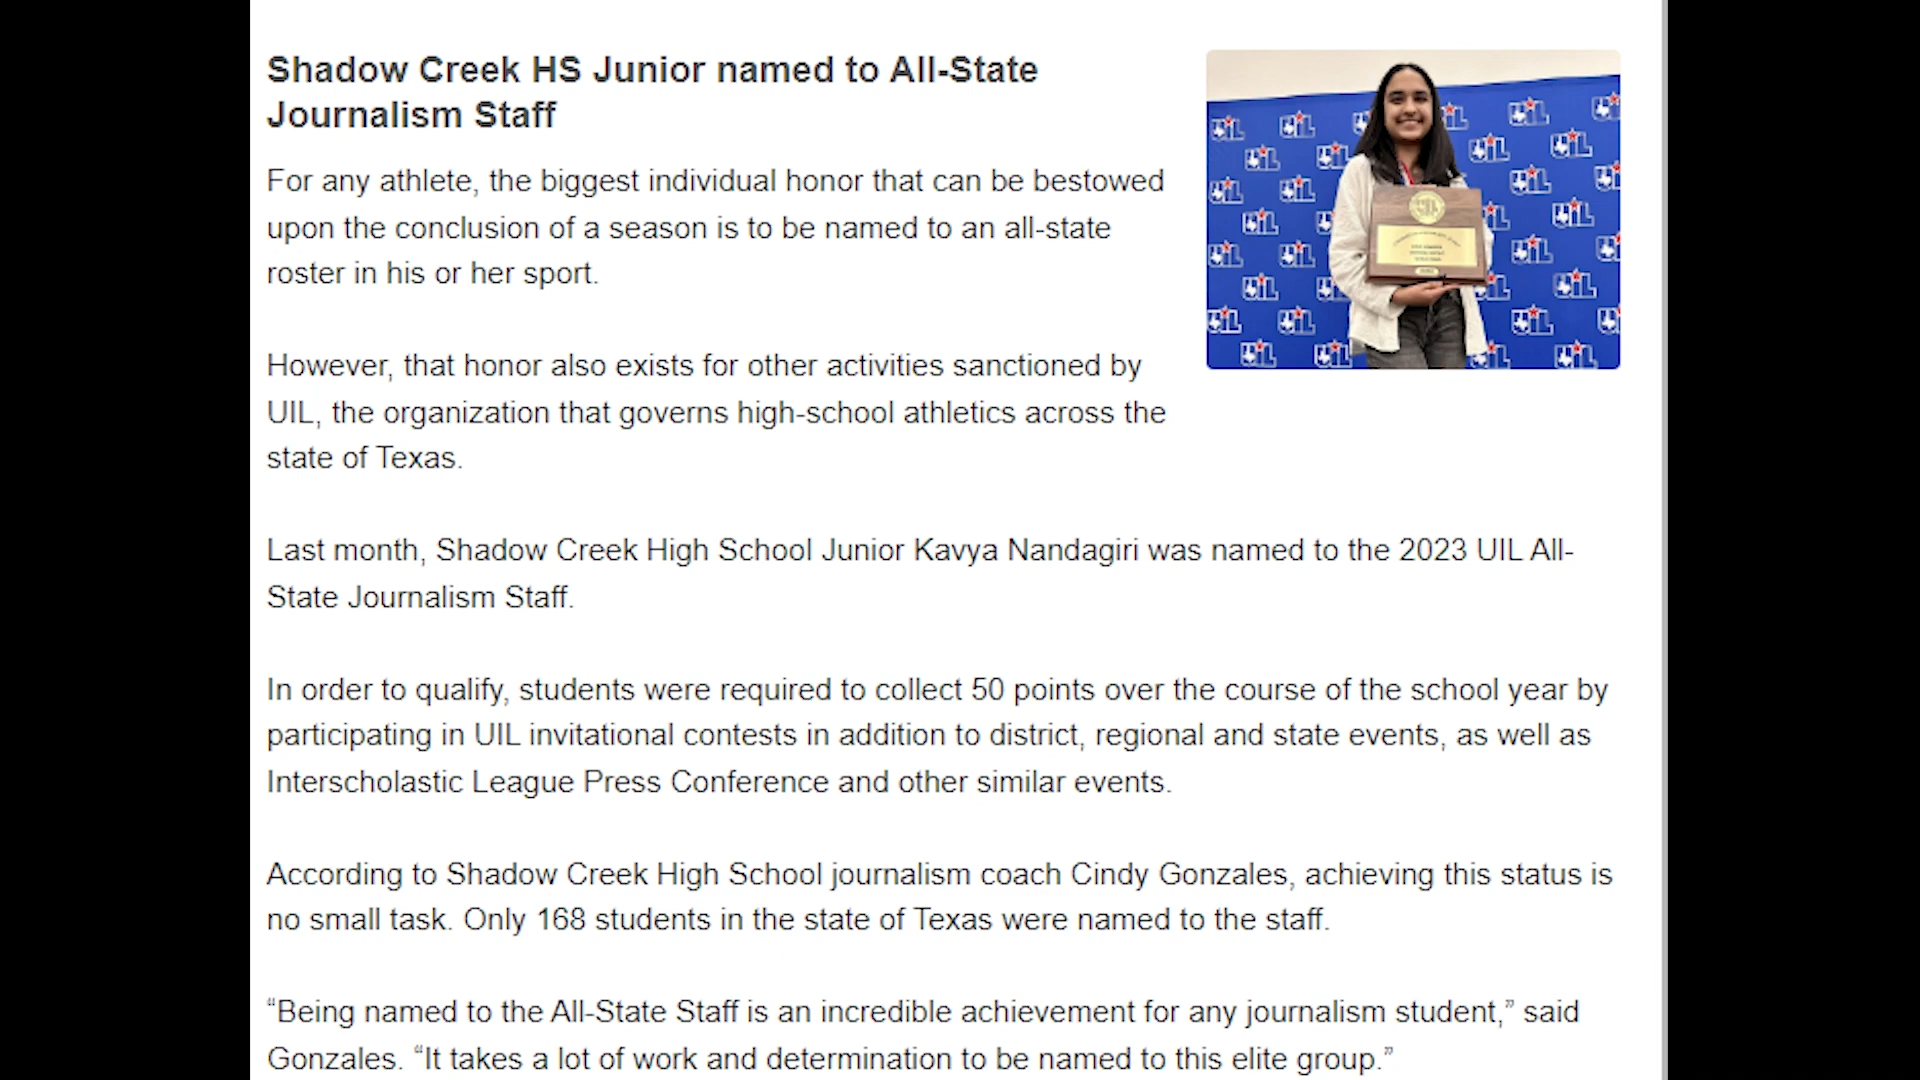 Shadow Creek HS Junior named to All-State
Journalism Staff
For any athlete, the biggest individual honor that can be bestowed
upon the conclusion of a season is to be named to an all-state
roster in his or her sport.
However, that honor also exists for other activities sanctioned by
UIL, the organization that governs high-school athletics across the
state of Texas.
Last month, Shadow Creek High School Junior Kavya Nandagiri was named to the 2023 UIL All-
State Journalism Staff.
In order to qualify, students were required to collect 50 points over the course of the school year by
participating in UIL invitational contests in addition to district, regional and state events, as well as
Interscholastic League Press Conference and other similar events.
According to Shadow Creek High School journalism coach Cindy Gonzales, achieving this status is
no small task. Only 168 students in the state of Texas were named to the staff.
“Being named to the All-State Staff is an incredible achievement for any journalism student,” said
Gonzales. “It takes a lot of work and determination to be named to this elite group.”
UIL